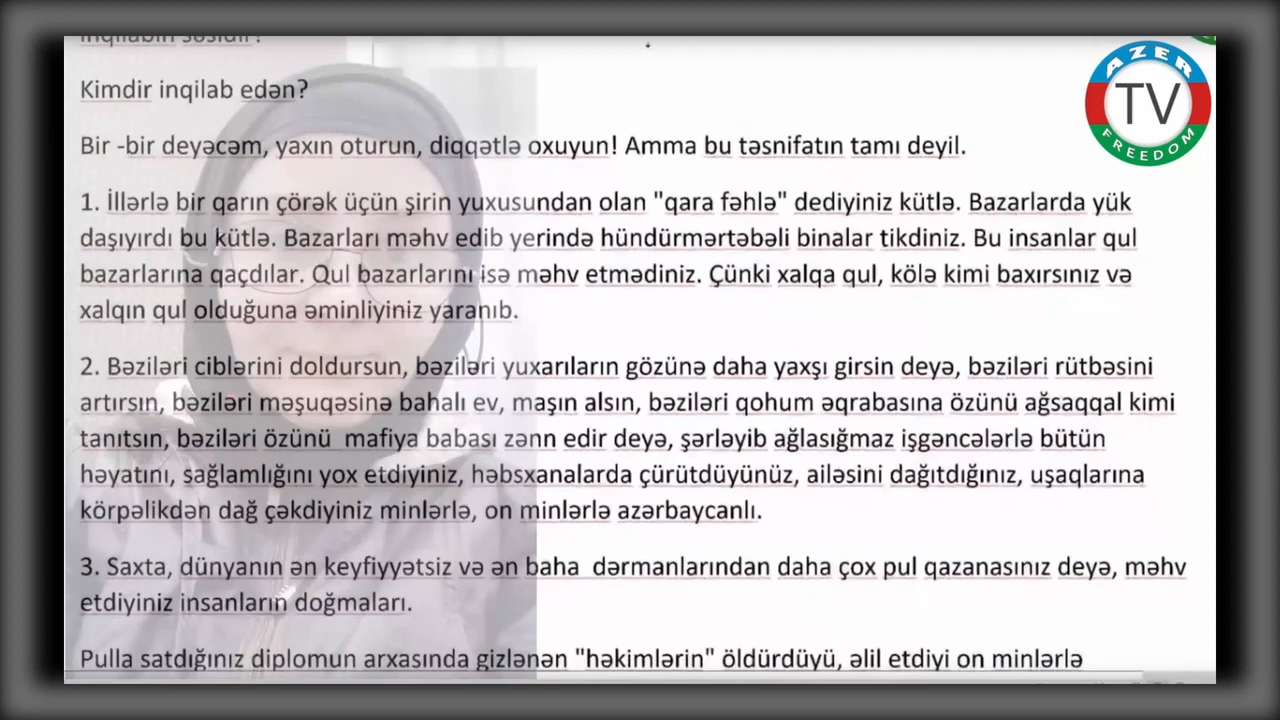 inqilabın səsidir!
Kimdir inqilab edən?
Bir -bir deyəcəm, yaxın oturun, diqqətlə oxuyun! Amma bu təsnifatın tamı deyil.
1. İllərlə bir qarın çörək üçün şirin yuxusundan olan "qara fəhlə" dediyiniz kütlə. Bazarlarda yük
daşıyırdı bu kütlə. Bazarları məhv edib yerində hündürmərtəbəli binalar tikdiniz. Bu insanlar qul
bazarlarına qaçdılar. Qul bazarlarını isə məhv etmədiniz. Çünki xalqa qul, kölə kimi baxırsınız və
xalqın qul olduğuna əminliyiniz yaranıb.
2. Bəziləri ciblərini doldursun, bəziləri yuxarıların gözünə daha yaxşı girsin deyə, bəziləri rütbəsini
artırsın, bəziləri məşuqəsinə bahalı ev, maşın alsın, bəziləri qohum əqrabasına özünü ağsaqqal kimi
tanıtsın, bəziləri özünü mafiya babası zənn edir deyə, şərləyib ağlasığmaz işgəncələrlə bütün
həyatını, sağlamlığını yox etdiyiniz, həbsxanalarda çürütdüyünüz, ailəsini dağıtdığınız, uşaqlarına
körpəlikdən dağ çəkdiyiniz minlərlə, on minlərlə azərbaycanlı.
3. Saxta, dünyanın ən keyfiyyətsiz və ən baha dərmanlarından daha çox pul qazanasınız deyə, məhv
etdiyiniz insanların doğmaları.
Pulla satdığınız diplomun arxasında gizlənən "həkimlərin" öldürdüyü, əlil etdiyi on minlərlə
AZER
TV
FREEDOM